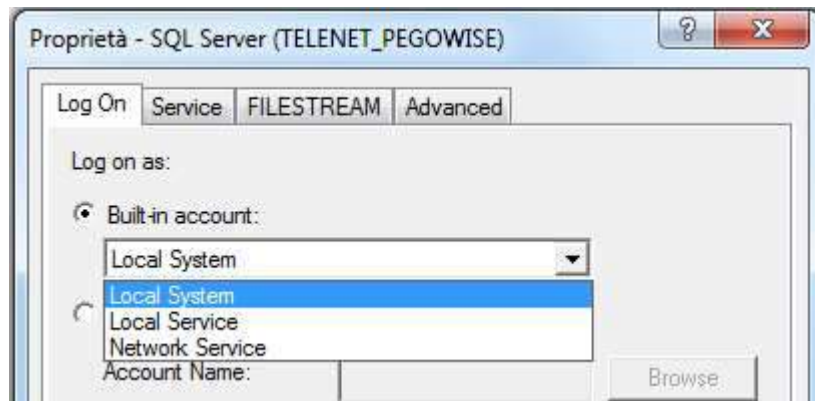 Proprietà - SQL Server (TELENET_PEGOWISE)
?
Log On Service FILESTREAM Advanced
Log on as:
Built-in account:
Local System
Local System
Local Service
Network Service
Account Name:
Browse